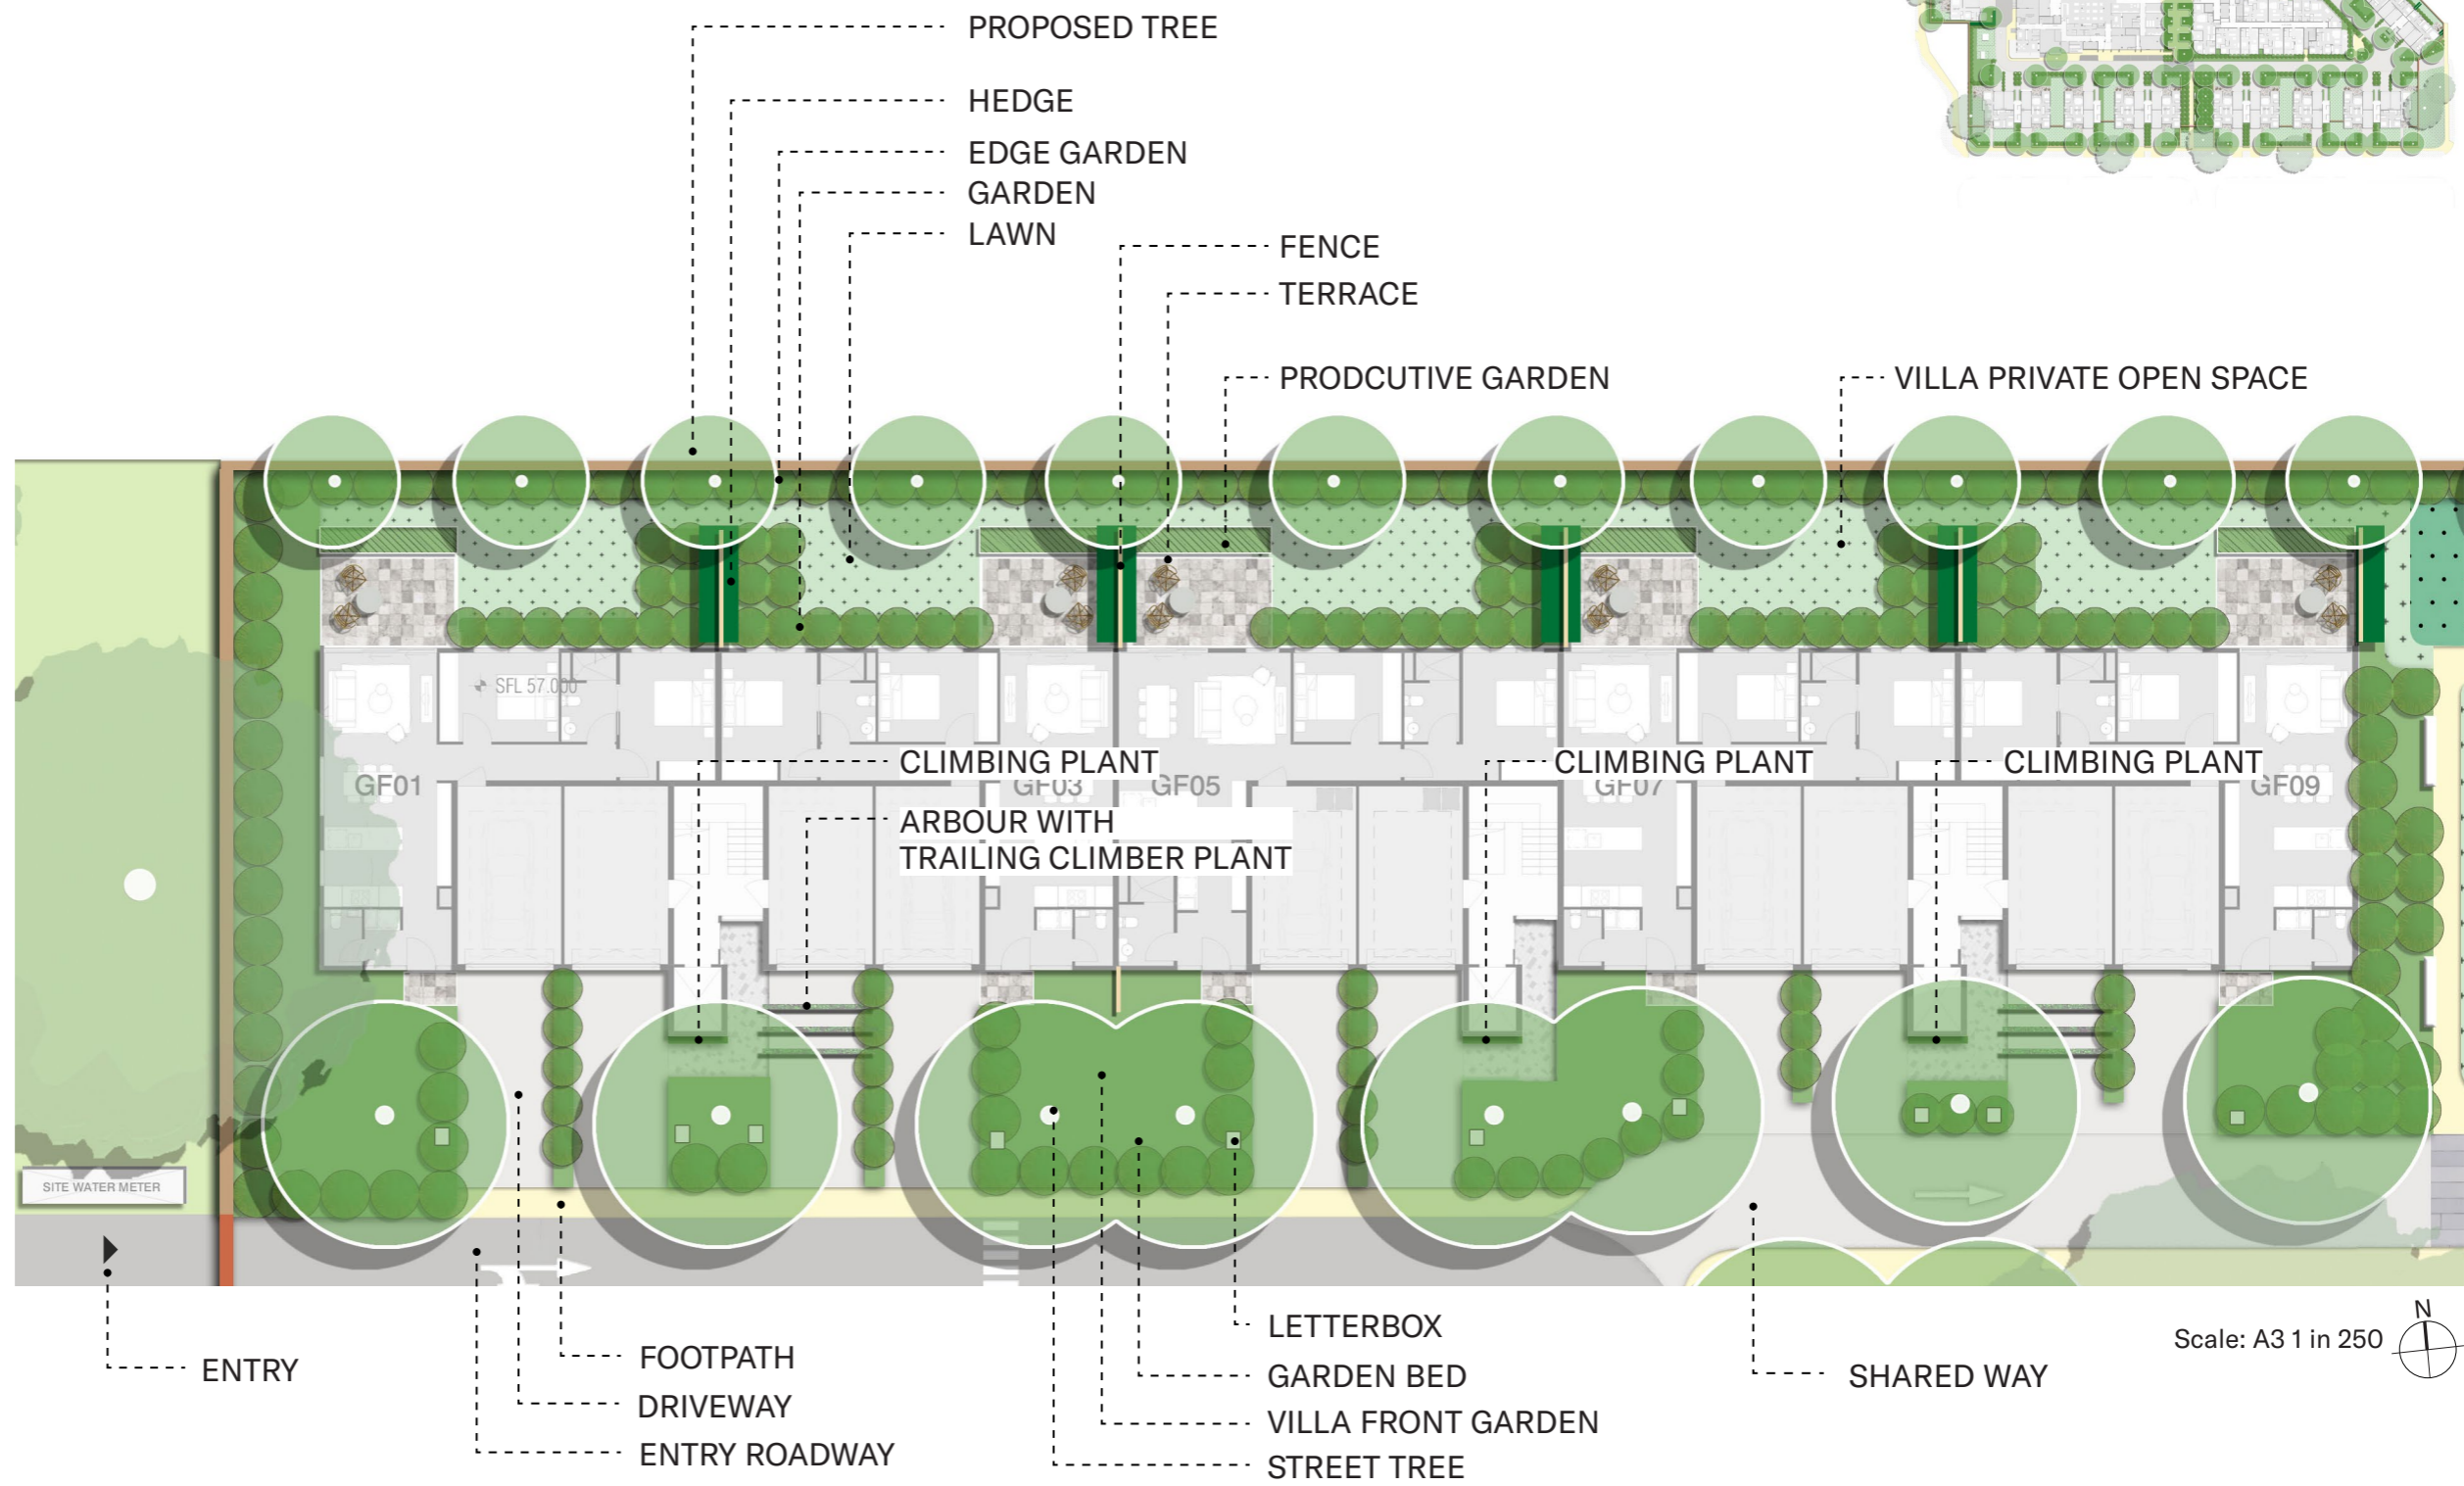 PROPOSED TREE
HEDGE
EDGE GARDEN
GARDEN
LAWN
FENCE
TERRACE
PRODCUTIVE GARDEN
VILLA PRIVATE OPEN SPACE
SFL 57.000
CLIMBING PLANT
CLIMBING PLANT
CLIMBING PLANT
GF01
GF03
GF05
GF07
GF09
ARBOUR WITH
TRAILING CLIMBER PLANT
SITE WATER METER
ENTRY
FOOTPATH
DRIVEWAY
ENTRY ROADWAY
LETTERBOX
GARDEN BED
VILLA FRONT GARDEN
STREET TREE
SHARED WAY
Scale: A3 1 in 250
N